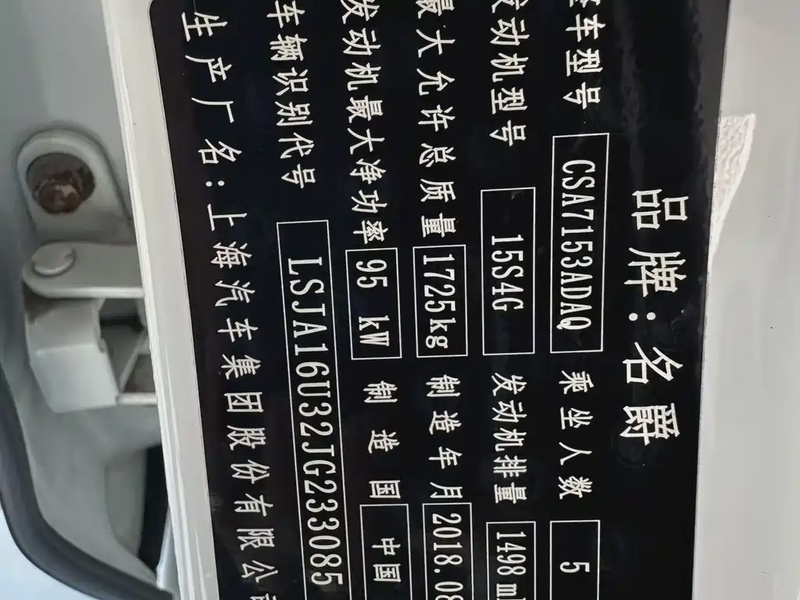 品牌:名爵
整车型号 CSA7153ADAQ 乘坐人数 5
发动机型号 15S4G 发动机排量 1498 ml
最大允许总质量 1725kg 制造年月 2018.08
发动机最大净功率 95 kW 制造国 中国
车辆识别代号 LSJA16U32JG233085
生产厂名:上海汽车集团股份有限公司